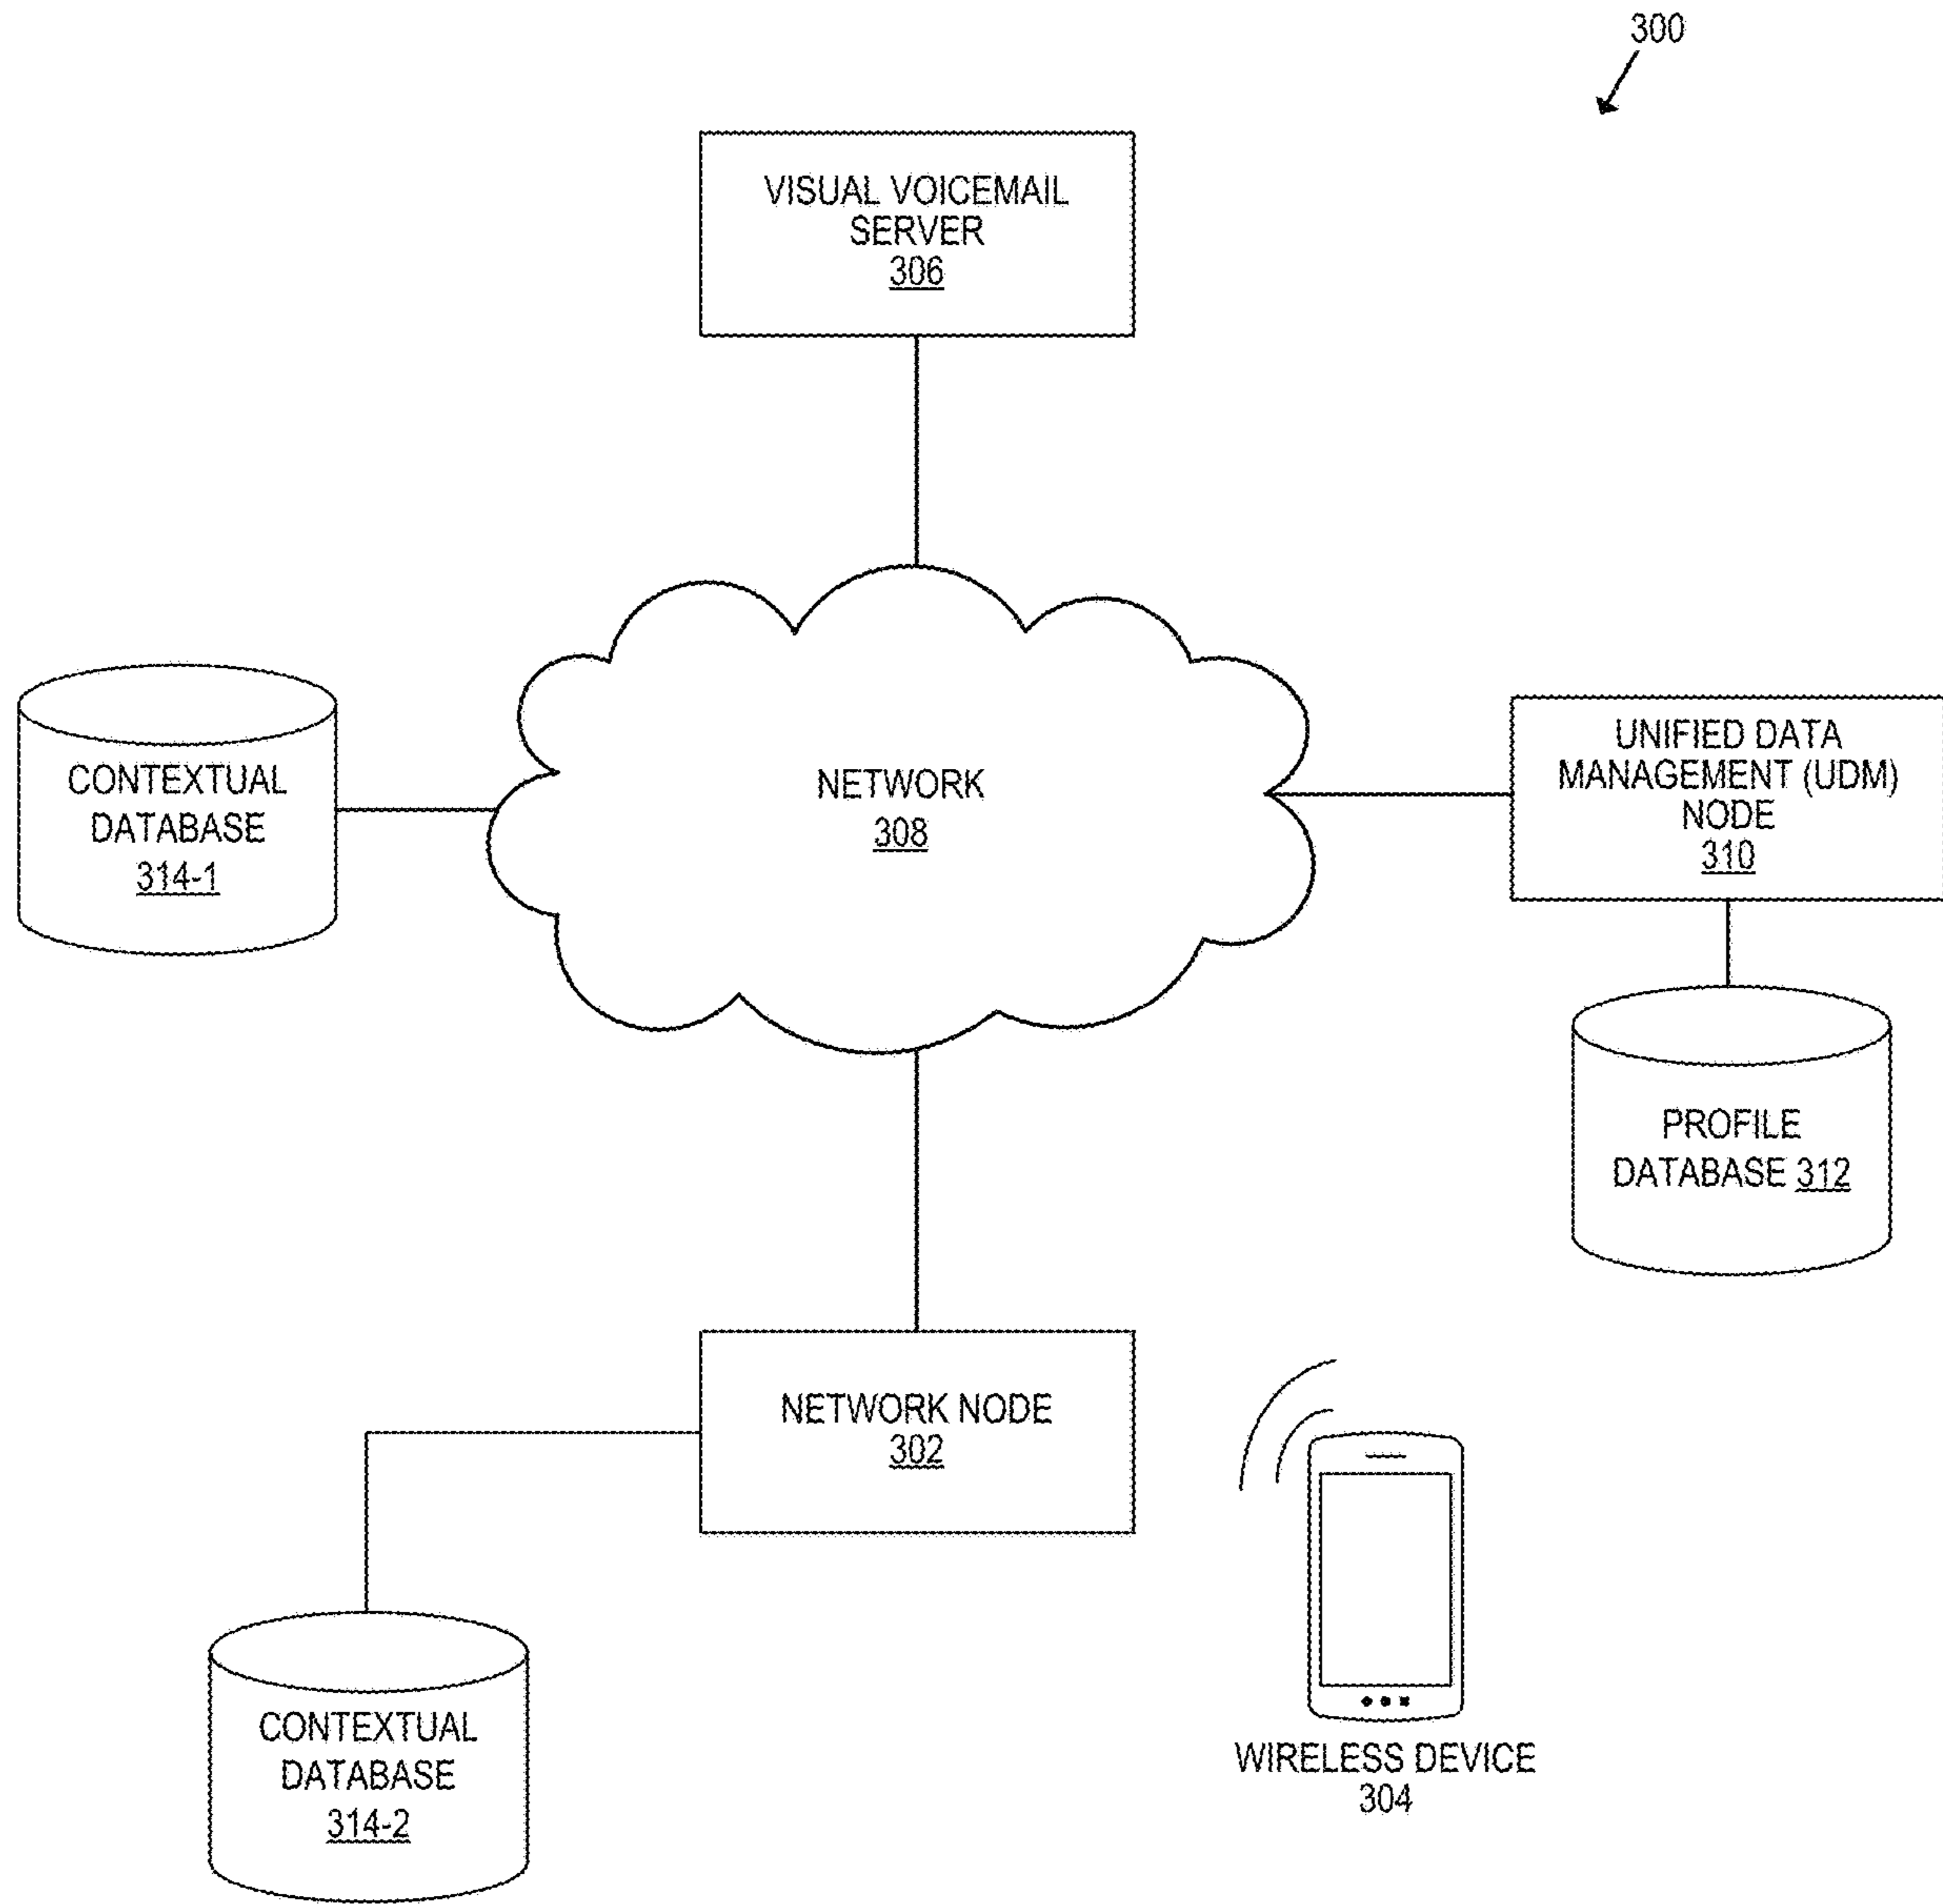 300
VISUAL VOICEMAIL
SERVER
306
CONTEXTUAL
DATABASE
314-1
NETWORK
308
UNIFIED DATA
MANAGEMENT (UDM)
NODE
310
PROFILE
DATABASE 312
NETWORK NODE
302
CONTEXTUAL
DATABASE
314-2
WIRELESS DEVICE
304